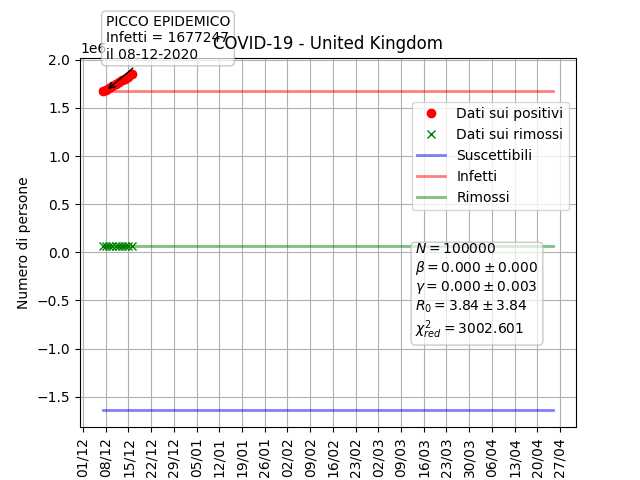 PICCO EPIDEMICO
Infetti = 1677247
il 08-12-2020
1e6
COVID-19 - United Kingdom
Numero di persone
2.0
1.5
1.0
0.5
0.0
−0.5
−1.0
−1.5
Dati sui positivi
Dati sui rimossi
Suscettibili
Infetti
Rimossi
N = 100000
β = 0.000 ± 0.000
γ = 0.000 ± 0.003
R₀ = 3.84 ± 3.84
χ²red = 3002.601
01/12
08/12
15/12
22/12
29/12
05/01
12/01
19/01
26/01
02/02
09/02
16/02
23/02
02/03
09/03
16/03
23/03
30/03
06/04
13/04
20/04
27/04